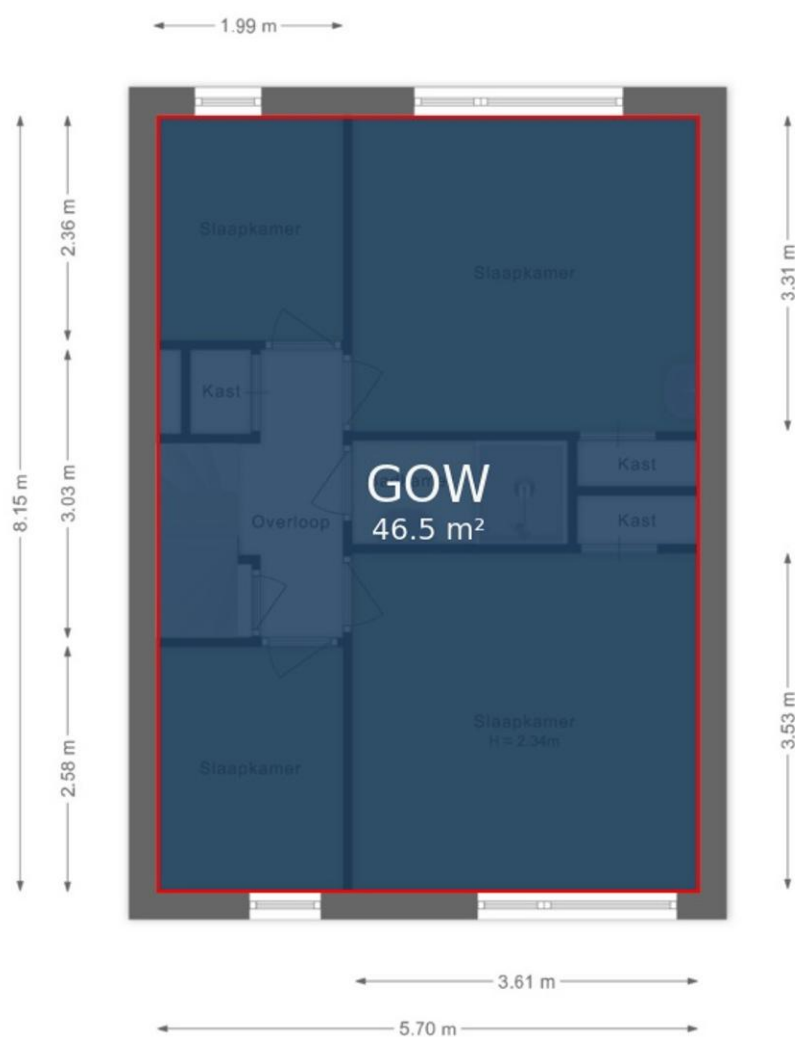 1.99 m
2.36 m
3.31 m
Slaapkamer
Slaapkamer
Kast
8.15 m
3.03 m
GOW
46.5 m²
Kast
Overloop
Kast
2.58 m
3.53 m
Slaapkamer
H = 2.34m
Slaapkamer
3.61 m
5.70 m